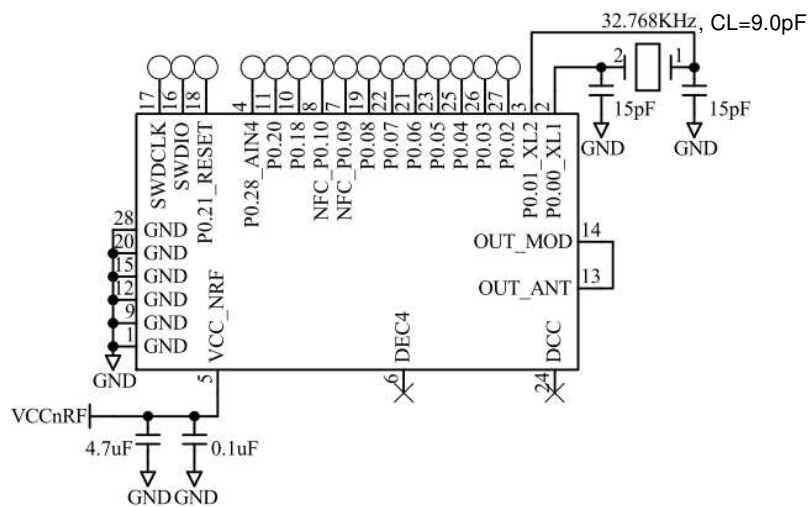 32.768KHz, CL=9.0pF
17 16 18 4 11 10 8 7 19 22 21 23 25 26 27 3 2
2 1
15pF 15pF
GND GND
SWDCLK
SWDIO
P0.21_RESET
P0.28_AIN4
P0.20
P0.18
NFC_P0.10
NFC_P0.09
P0.08
P0.07
P0.06
P0.05
P0.04
P0.03
P0.02
P0.01_XL2
P0.00_XL1
28 GND
20 GND
15 GND
12 GND
9 GND
1 GND
GND
OUT_MOD 14
OUT_ANT 13
VCC_NRF
DEC4
DCC
5 6 24
VCCnRF
4.7uF 0.1uF
GND GND